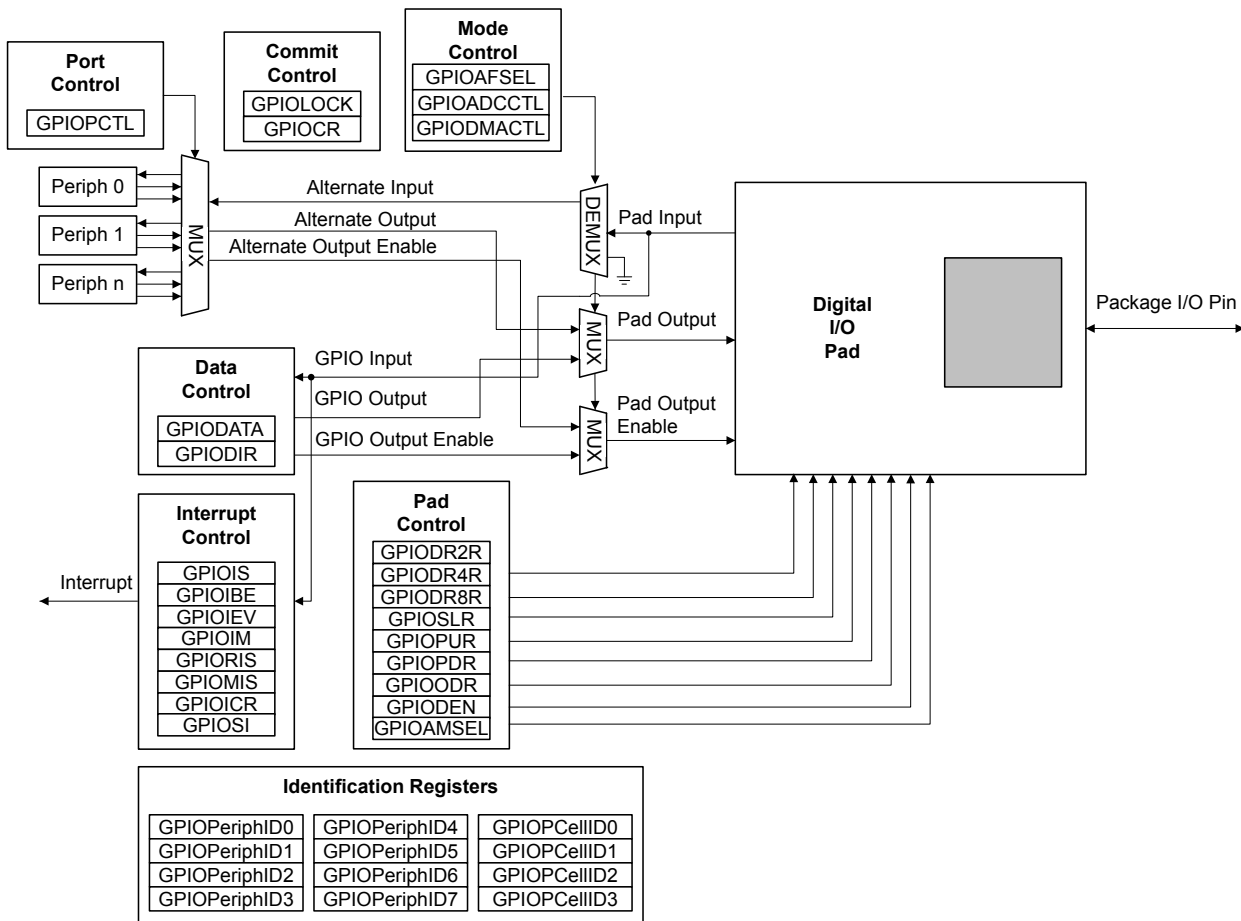 Port
Control
GPIOPCTL
Commit
Control
GPIOLOCK
GPIOCR
Mode
Control
GPIOAFSEL
GPIOADCCTL
GPIODMACTL
Periph 0
Periph 1
Periph n
MUX
Alternate Input
Alternate Output
Alternate Output Enable
DEMUX
Pad Input
MUX
Pad Output
MUX
Pad Output
Enable
Digital
I/O
Pad
Package I/O Pin
Data
Control
GPIODATA
GPIODIR
GPIO Input
GPIO Output
GPIO Output Enable
Interrupt
Interrupt
Control
GPIOIS
GPIOIBE
GPIOIEV
GPIOIM
GPIORIS
GPIOMIS
GPIOICR
GPIOSI
Pad
Control
GPIODR2R
GPIODR4R
GPIODR8R
GPIOSLR
GPIOPUR
GPIOPDR
GPIOODR
GPIODEN
GPIOAMSEL
Identification Registers
GPIOPeriphID0
GPIOPeriphID1
GPIOPeriphID2
GPIOPeriphID3
GPIOPeriphID4
GPIOPeriphID5
GPIOPeriphID6
GPIOPeriphID7
GPIOPCellID0
GPIOPCellID1
GPIOPCellID2
GPIOPCellID3